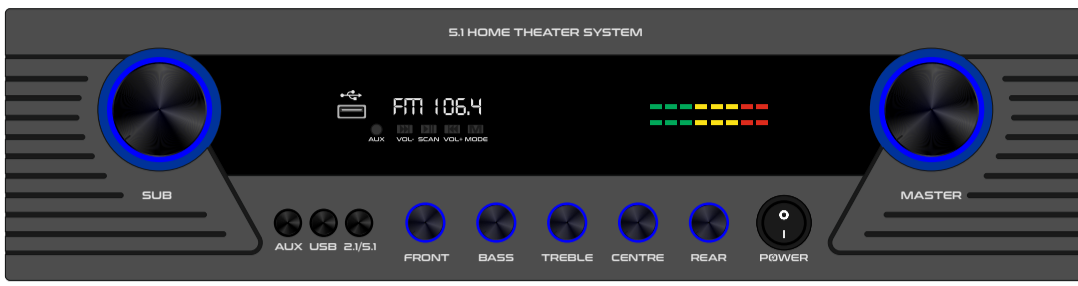 5.1 HOME THEATER SYSTEM
FM 106.4
AUX VOL- SCAN VOL+ MODE
SUB
MASTER
AUX USB 2.1/5.1
FRONT BASS TREBLE CENTRE REAR POWER